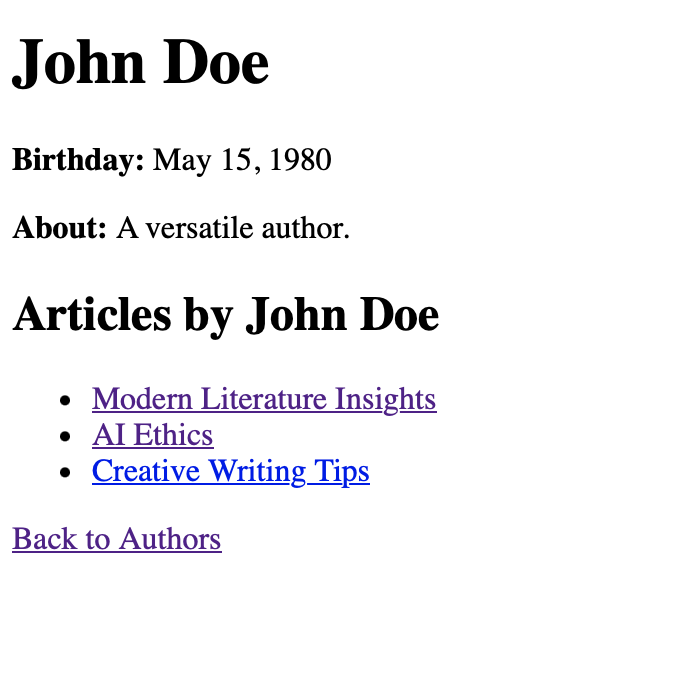 John Doe
Birthday: May 15, 1980
About: A versatile author.
Articles by John Doe
• Modern Literature Insights
• AI Ethics
• Creative Writing Tips
Back to Authors